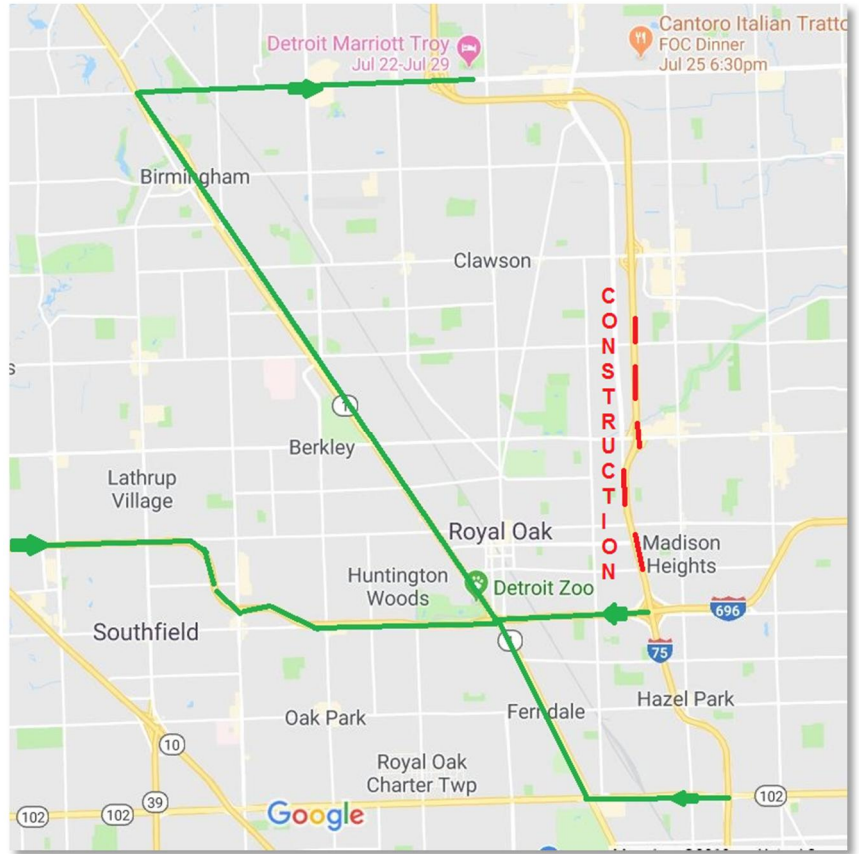 Detroit Marriott Troy
Jul 22-Jul 29
Cantoro Italian Tratto
FOC Dinner
Jul 25 6:30pm
Birmingham
Clawson
CONSTRUCTION
s
1
Berkley
Lathrup
Village
Royal Oak
Madison
Heights
Huntington
Woods
Detroit Zoo
696
Southfield
1
75
Hazel Park
Oak Park
Ferndale
10
Royal Oak
Charter Twp
102
39
102
102
Google